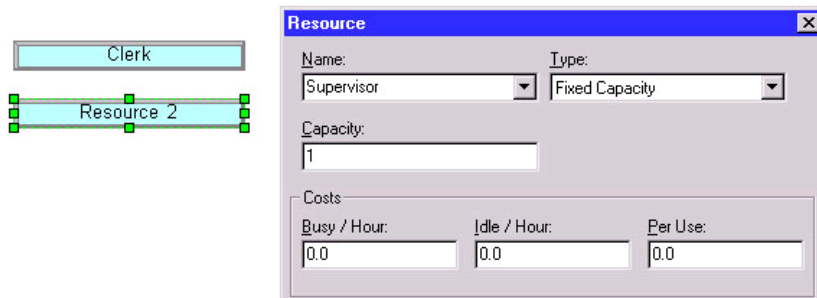 Clerk
Resource 2
Resource
Name: Type:
Supervisor Fixed Capacity
Capacity:
1
Costs
Busy / Hour: Idle / Hour: Per Use:
0.0 0.0 0.0